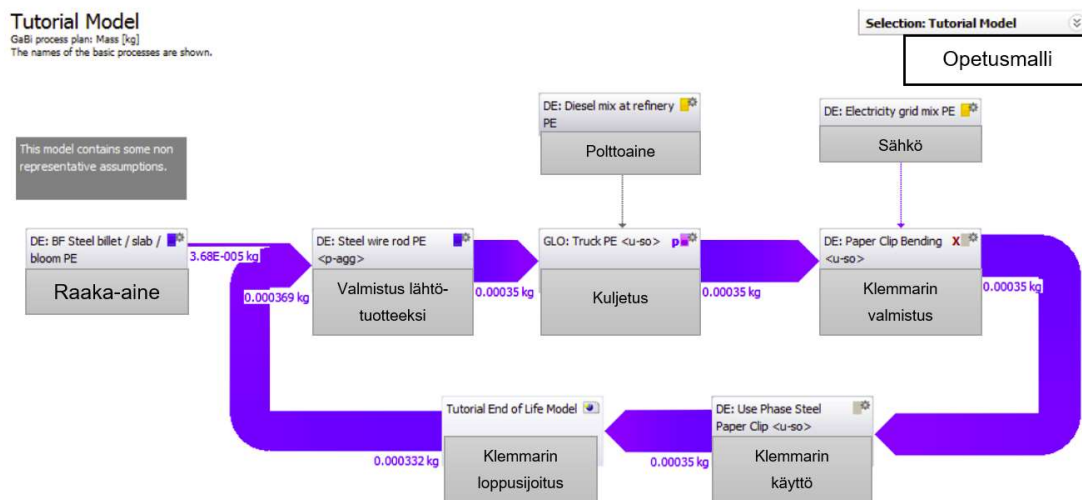 Tutorial Model
GaBi process plan: Mass [kg]
The names of the basic processes are shown.
Selection: Tutorial Model
Opetusmalli
This model contains some non
representative assumptions.
DE: Diesel mix at refinery
PE
Polttoaine
DE: Electricity grid mix PE
Sähkö
DE: BF Steel billet / slab /
bloom PE
Raaka-aine
3.68E-005 kg
0.000369 kg
DE: Steel wire rod PE
<p-agg>
Valmistus lähtö-
tuotteeksi
0.00035 kg
GLO: Truck PE <u-so>
p
Kuljetus
0.00035 kg
DE: Paper Clip Bending
<u-so>
X
Klemmarin
valmistus
0.00035 kg
Tutorial End of Life Model
Klemmarin
loppusijoitus
0.000332 kg
DE: Use Phase Steel
Paper Clip <u-so>
Klemmarin
käyttö
0.00035 kg